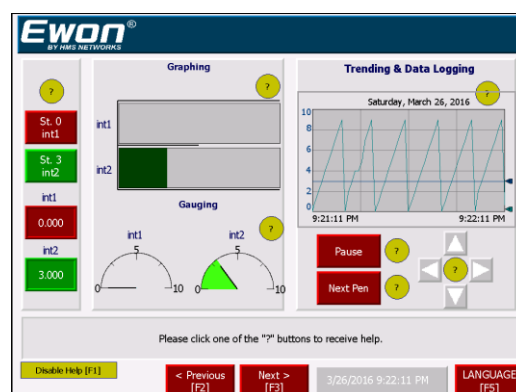 Ewon®
BY HMS NETWORKS
Graphing
Trending & Data Logging
?
?
?
Saturday, March 26, 2016
St. 0
int1
St. 3
int2
int1
0.000
int2
3.000
int1
int2
Gauging
?
int1
int2
0
5
10
0
5
10
10
8
6
4
2
0
9:21:11 PM
9:22:11 PM
Pause
?
Next Pen
?
?
Please click one of the "?" buttons to receive help.
Disable Help [F1]
< Previous
[F2]
Next >
[F3]
3/26/2016 9:22:11 PM
LANGUAGE
[F5]